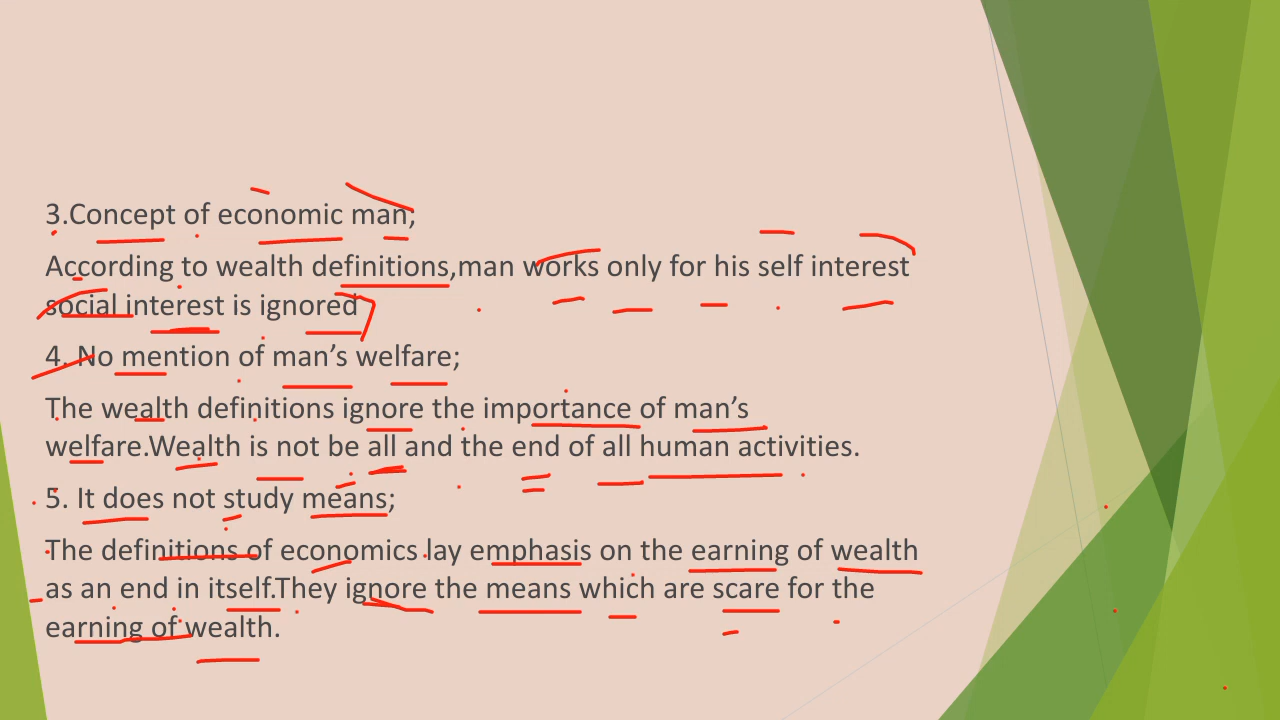 3.Concept of economic man;
According to wealth definitions,man works only for his self interest
social interest is ignored
4. No mention of man’s welfare;
The wealth definitions ignore the importance of man’s
welfare.Wealth is not be all and the end of all human activities.
5. It does not study means;
The definitions of economics lay emphasis on the earning of wealth
as an end in itself.They ignore the means which are scare for the
earning of wealth.